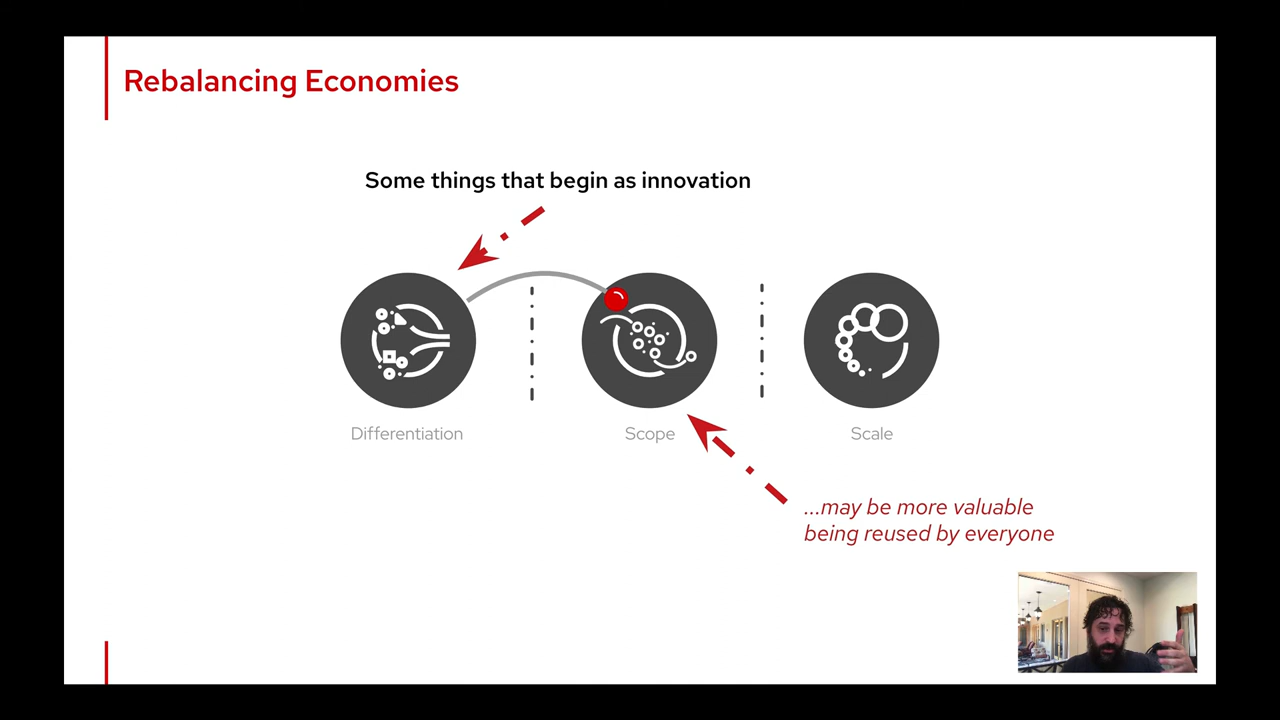 Rebalancing Economies
Some things that begin as innovation
Differentiation
Scope
Scale
...may be more valuable
being reused by everyone